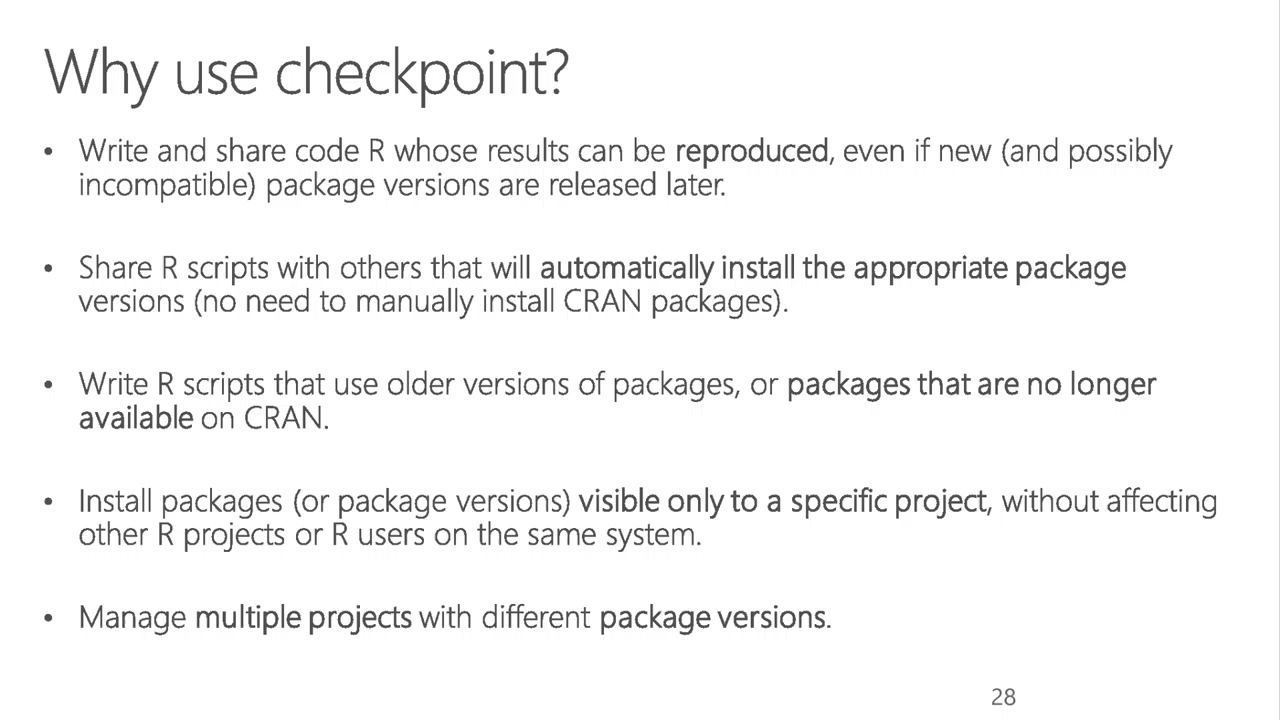 Why use checkpoint?
• Write and share code R whose results can be reproduced, even if new (and possibly
incompatible) package versions are released later.
• Share R scripts with others that will automatically install the appropriate package
versions (no need to manually install CRAN packages).
• Write R scripts that use older versions of packages, or packages that are no longer
available on CRAN.
• Install packages (or package versions) visible only to a specific project, without affecting
other R projects or R users on the same system.
• Manage multiple projects with different package versions.
28